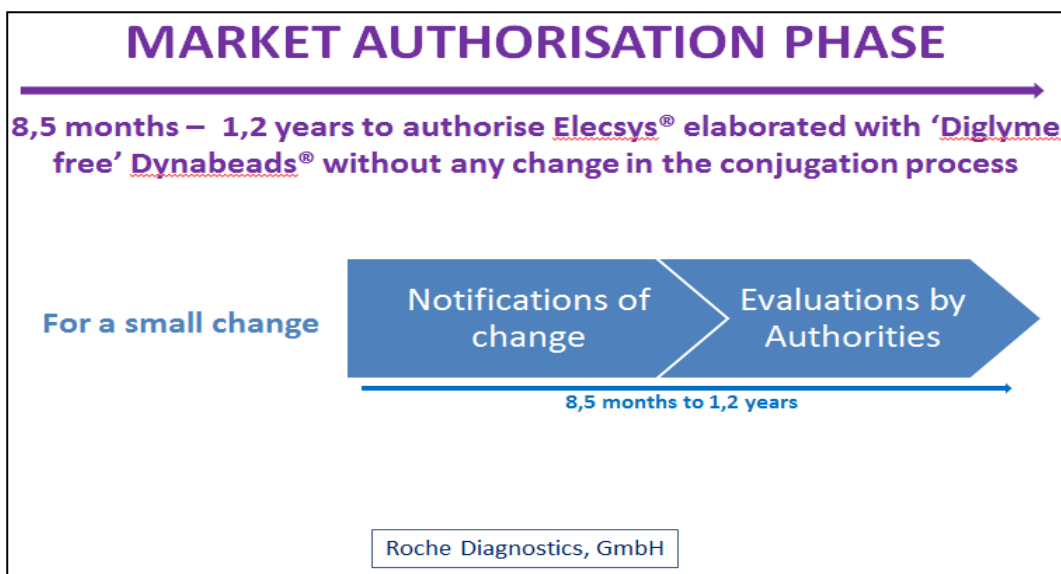 MARKET AUTHORISATION PHASE
8,5 months – 1,2 years to authorise Elecsys® elaborated with ‘Diglyme
free’ Dynabeads® without any change in the conjugation process
For a small change
Notifications of
change
Evaluations by
Authorities
8,5 months to 1,2 years
Roche Diagnostics, GmbH